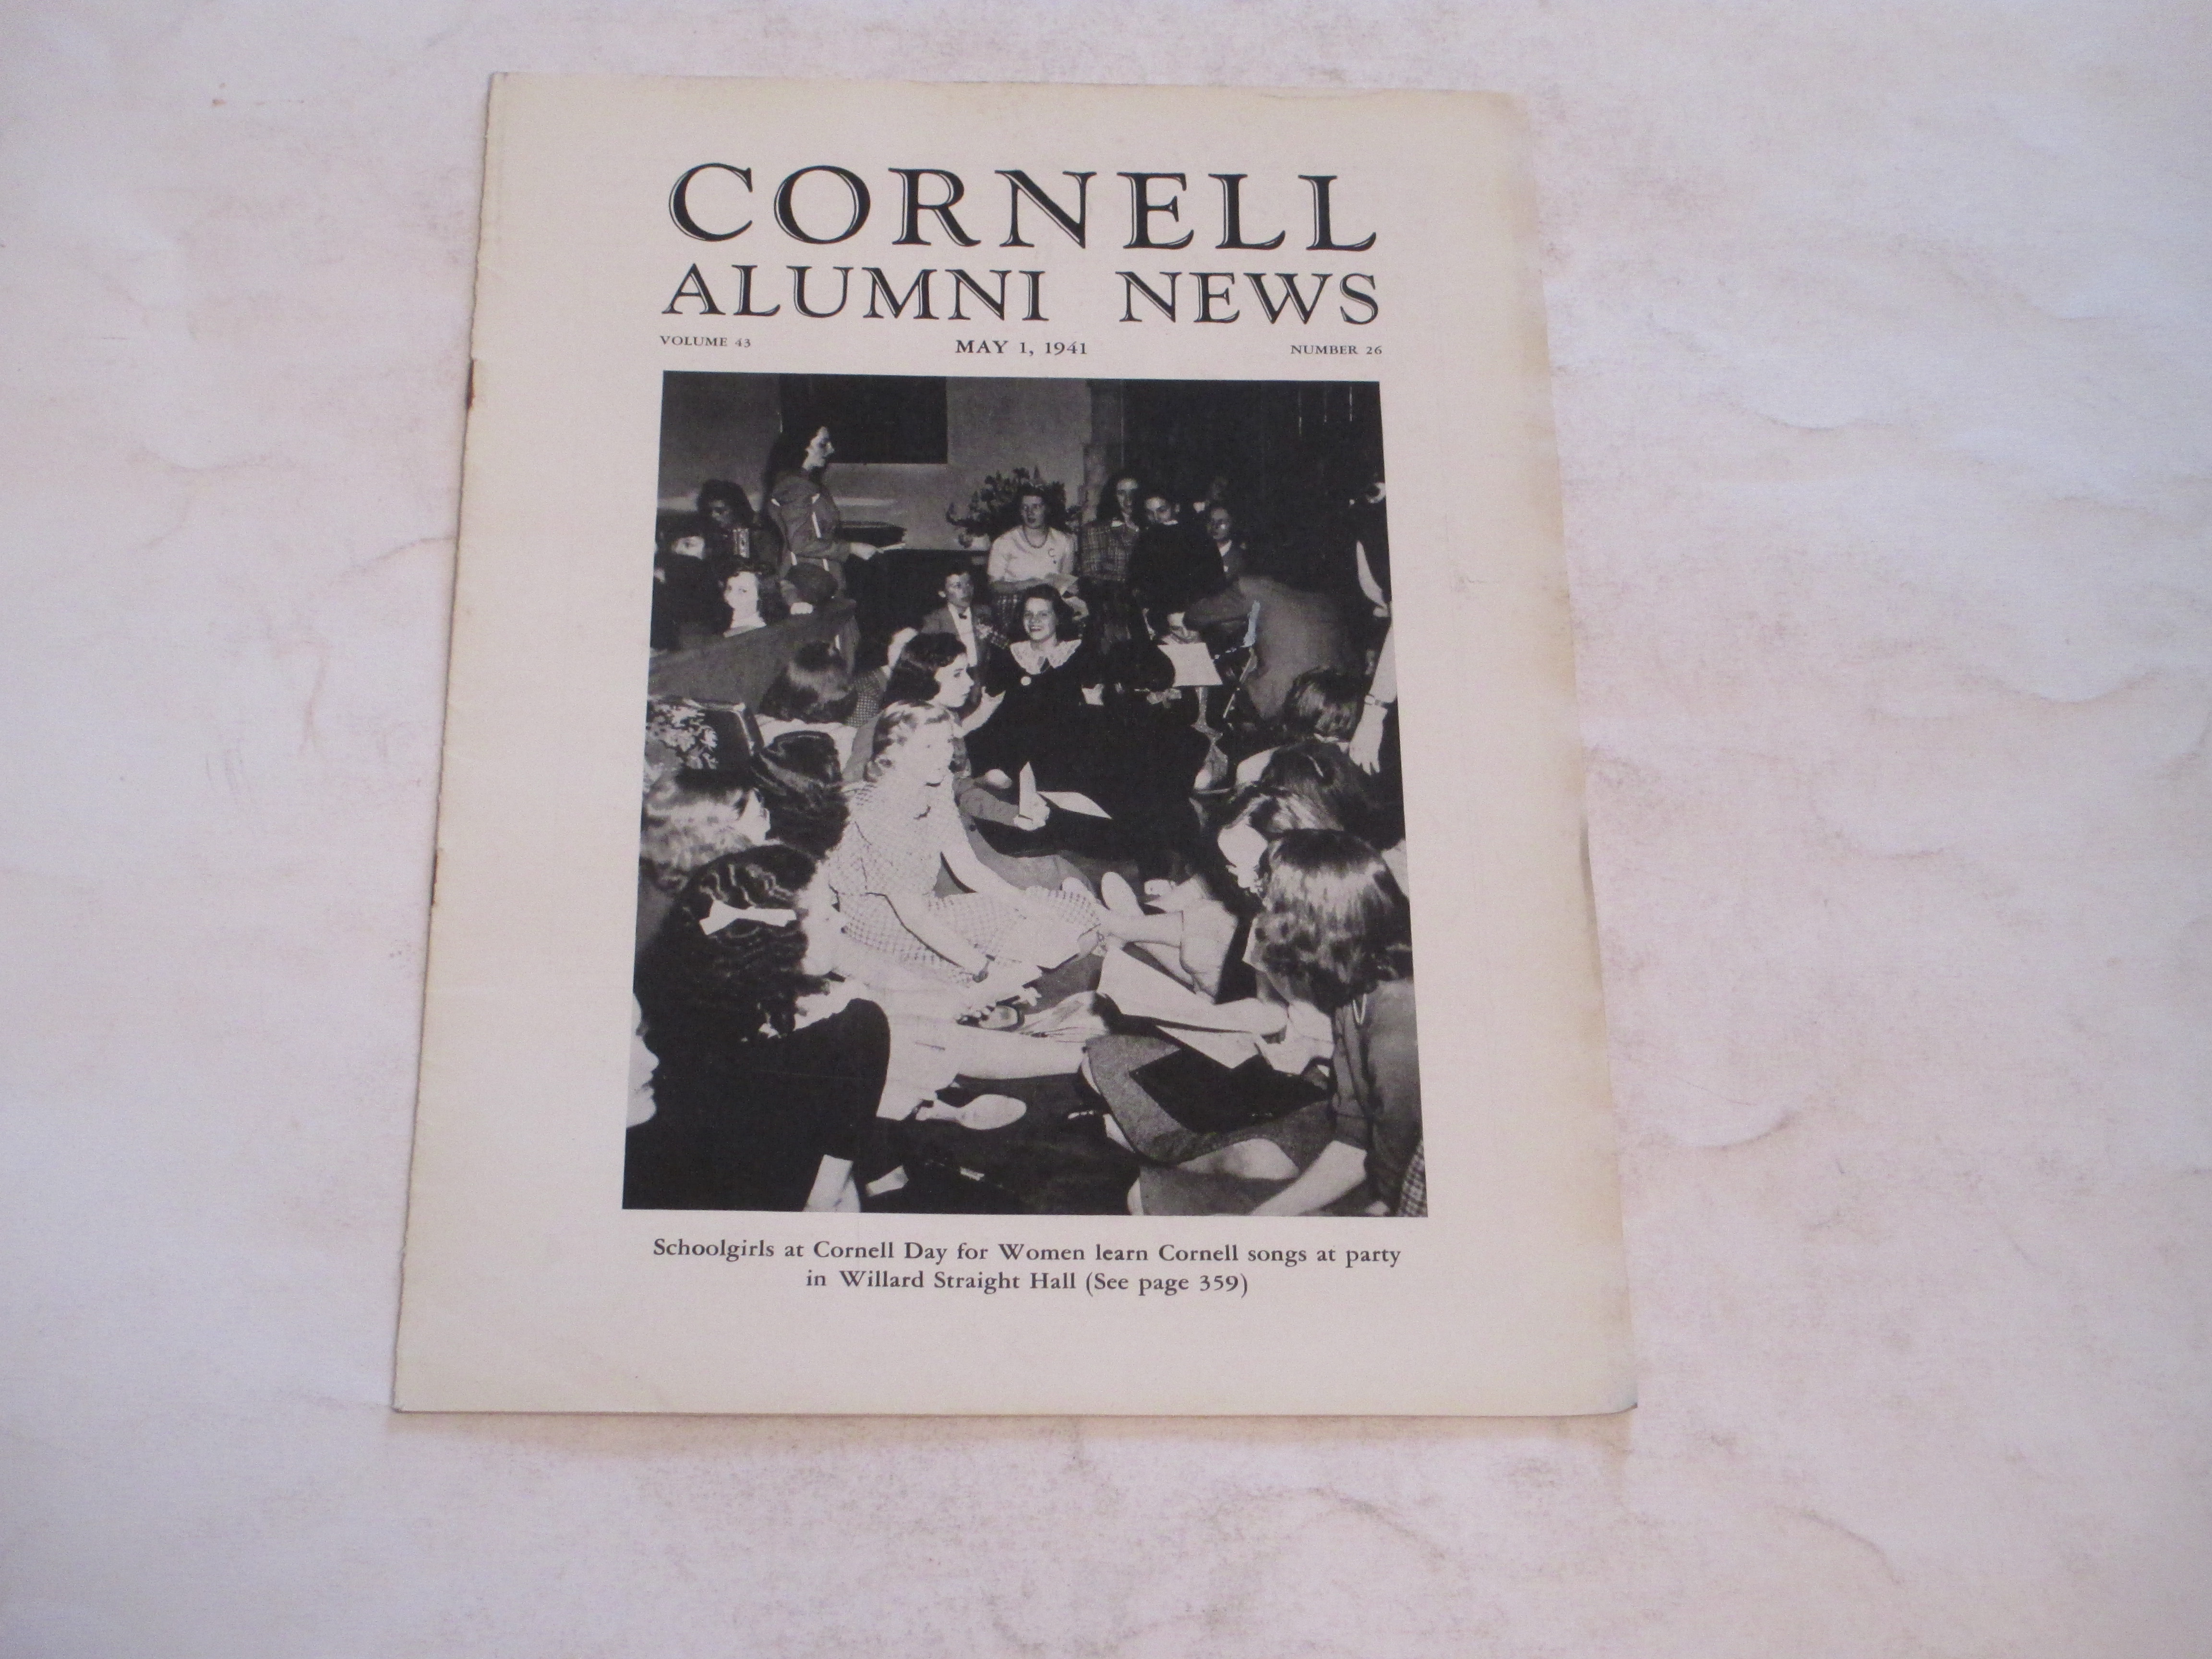 CORNELL
ALUMNI NEWS
VOLUME 43 MAY 1, 1941 NUMBER 26
Schoolgirls at Cornell Day for Women learn Cornell songs at party
in Willard Straight Hall (See page 359)